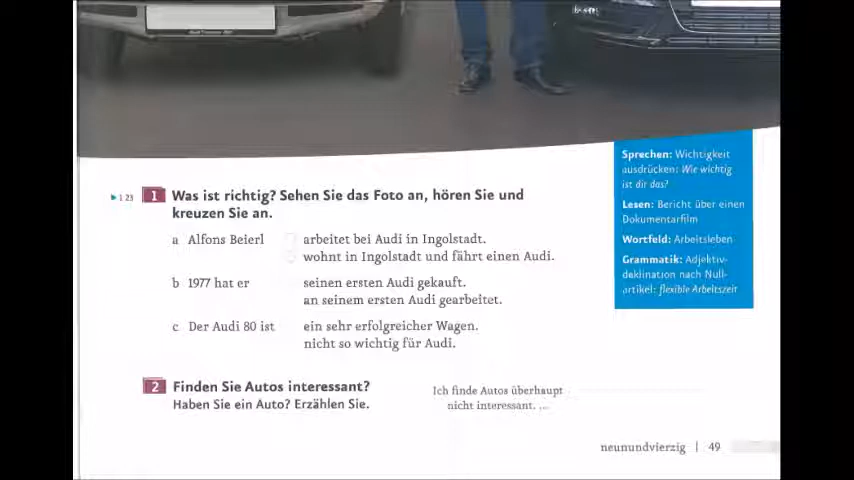 Sprechen: Wichtigkeit
ausdrücken: Wie wichtig
ist dir das?
Lesen: Bericht über einen
Dokumentarfilm
Wortfeld: Arbeitsleben
Grammatik: Adjektiv-
deklination nach Null-
artikel: flexible Arbeitszeit
▶ 1 23 1 Was ist richtig? Sehen Sie das Foto an, hören Sie und
kreuzen Sie an.
a Alfons Beierl arbeitet bei Audi in Ingolstadt.
wohnt in Ingolstadt und fährt einen Audi.
b 1977 hat er seinen ersten Audi gekauft.
an seinem ersten Audi gearbeitet.
c Der Audi 80 ist ein sehr erfolgreicher Wagen.
nicht so wichtig für Audi.
2 Finden Sie Autos interessant?
Haben Sie ein Auto? Erzählen Sie.
Ich finde Autos überhaupt
nicht interessant. ...
neunundvierzig | 49